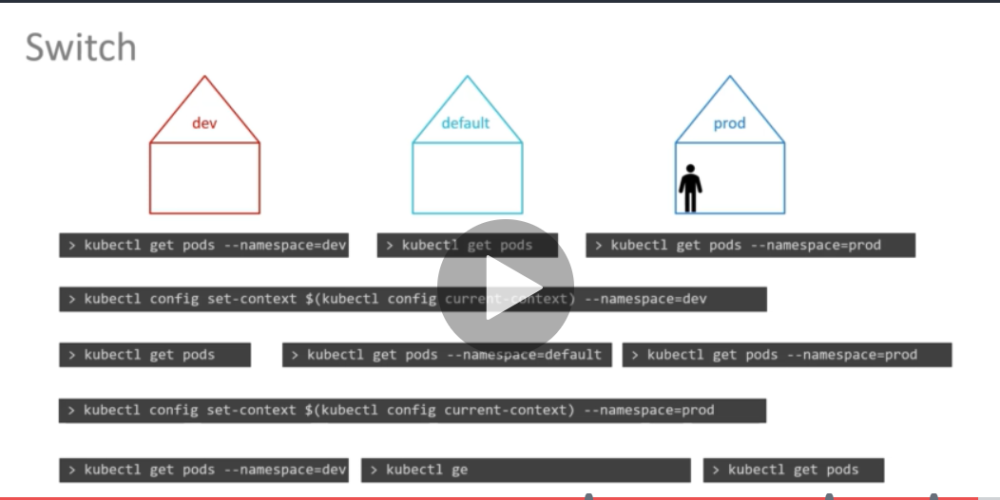 Switch
dev default prod
> kubectl get pods --namespace=dev > kubectl get pods > kubectl get pods --namespace=prod
> kubectl config set-context $(kubectl config current-context) --namespace=dev
> kubectl get pods > kubectl get pods --namespace=default > kubectl get pods --namespace=prod
> kubectl config set-context $(kubectl config current-context) --namespace=prod
> kubectl get pods --namespace=dev > kubectl ge > kubectl get pods